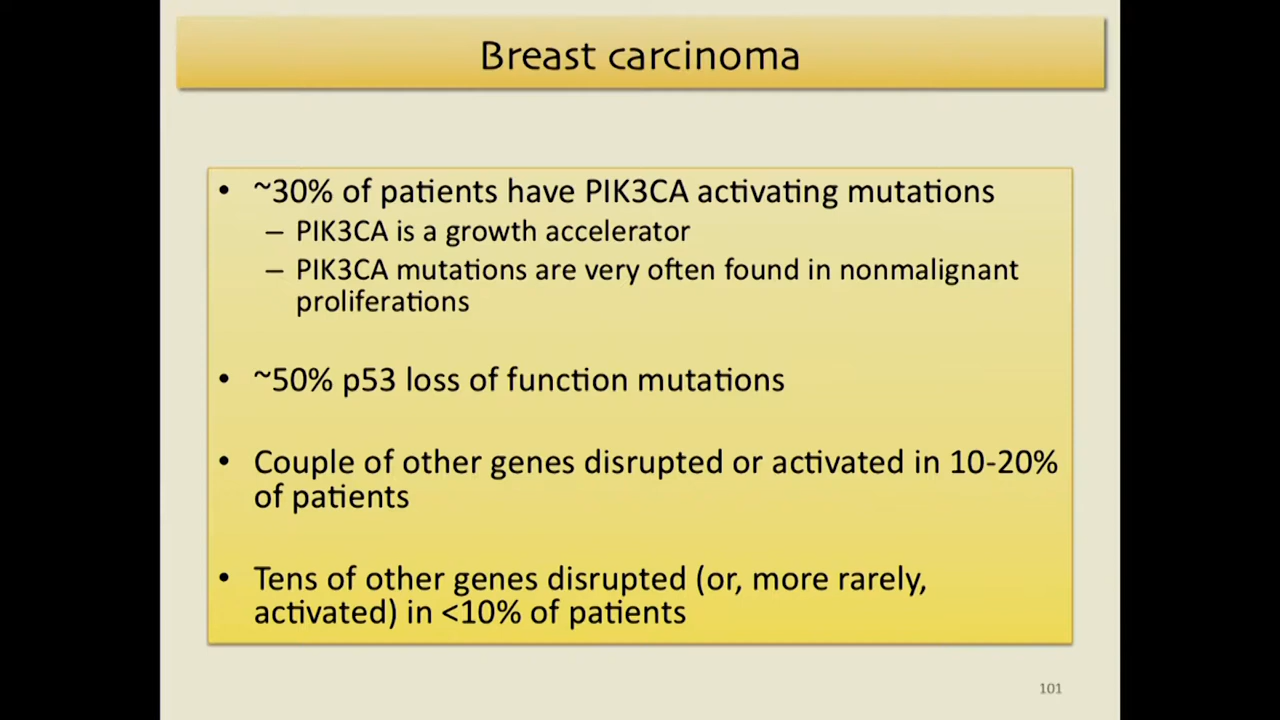 Breast carcinoma
• ~30% of patients have PIK3CA activating mutations
– PIK3CA is a growth accelerator
– PIK3CA mutations are very often found in nonmalignant
proliferations
• ~50% p53 loss of function mutations
• Couple of other genes disrupted or activated in 10-20%
of patients
• Tens of other genes disrupted (or, more rarely,
activated) in <10% of patients
101